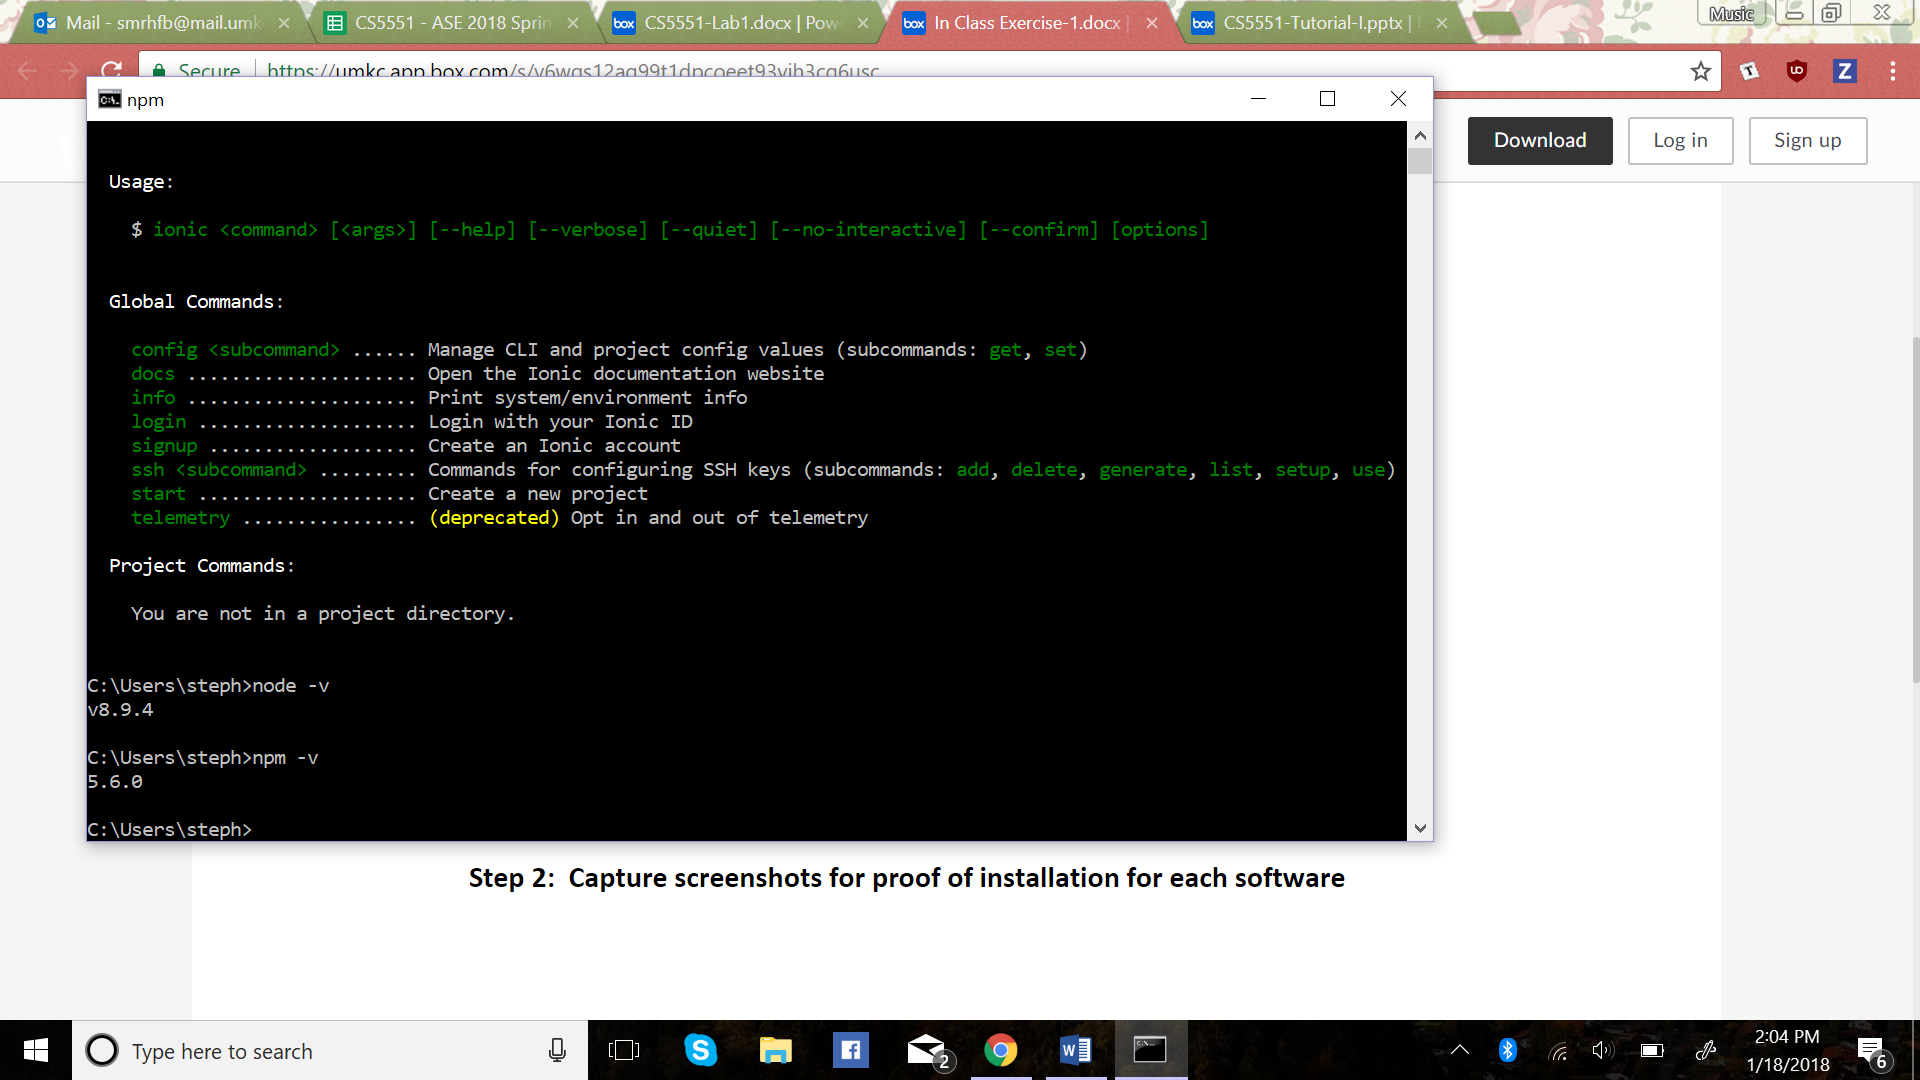 Mail - smrhfb@mail.umk
CS5551 - ASE 2018 Sprin
box CS5551-Lab1.docx | Pow
box In Class Exercise-1.docx |
box CS5551-Tutorial-I.pptx |
Music
Secure
https://umkc.app.box.com/s/
npm
Download
Log in
Sign up
Usage:
$ ionic <command> [<args>] [--help] [--verbose] [--quiet] [--no-interactive] [--confirm] [options]
Global Commands:
config <subcommand> ...... Manage CLI and project config values (subcommands: get, set)
docs ..................... Open the Ionic documentation website
info ..................... Print system/environment info
login .................... Login with your Ionic ID
signup ................... Create an Ionic account
ssh <subcommand> ......... Commands for configuring SSH keys (subcommands: add, delete, generate, list, setup, use)
start .................... Create a new project
telemetry ................ (deprecated) Opt in and out of telemetry
Project Commands:
You are not in a project directory.
C:\Users\steph>node -v
v8.9.4
C:\Users\steph>npm -v
5.6.0
C:\Users\steph>
Step 2:  Capture screenshots for proof of installation for each software
Type here to search
2
2:04 PM
1/18/2018
6